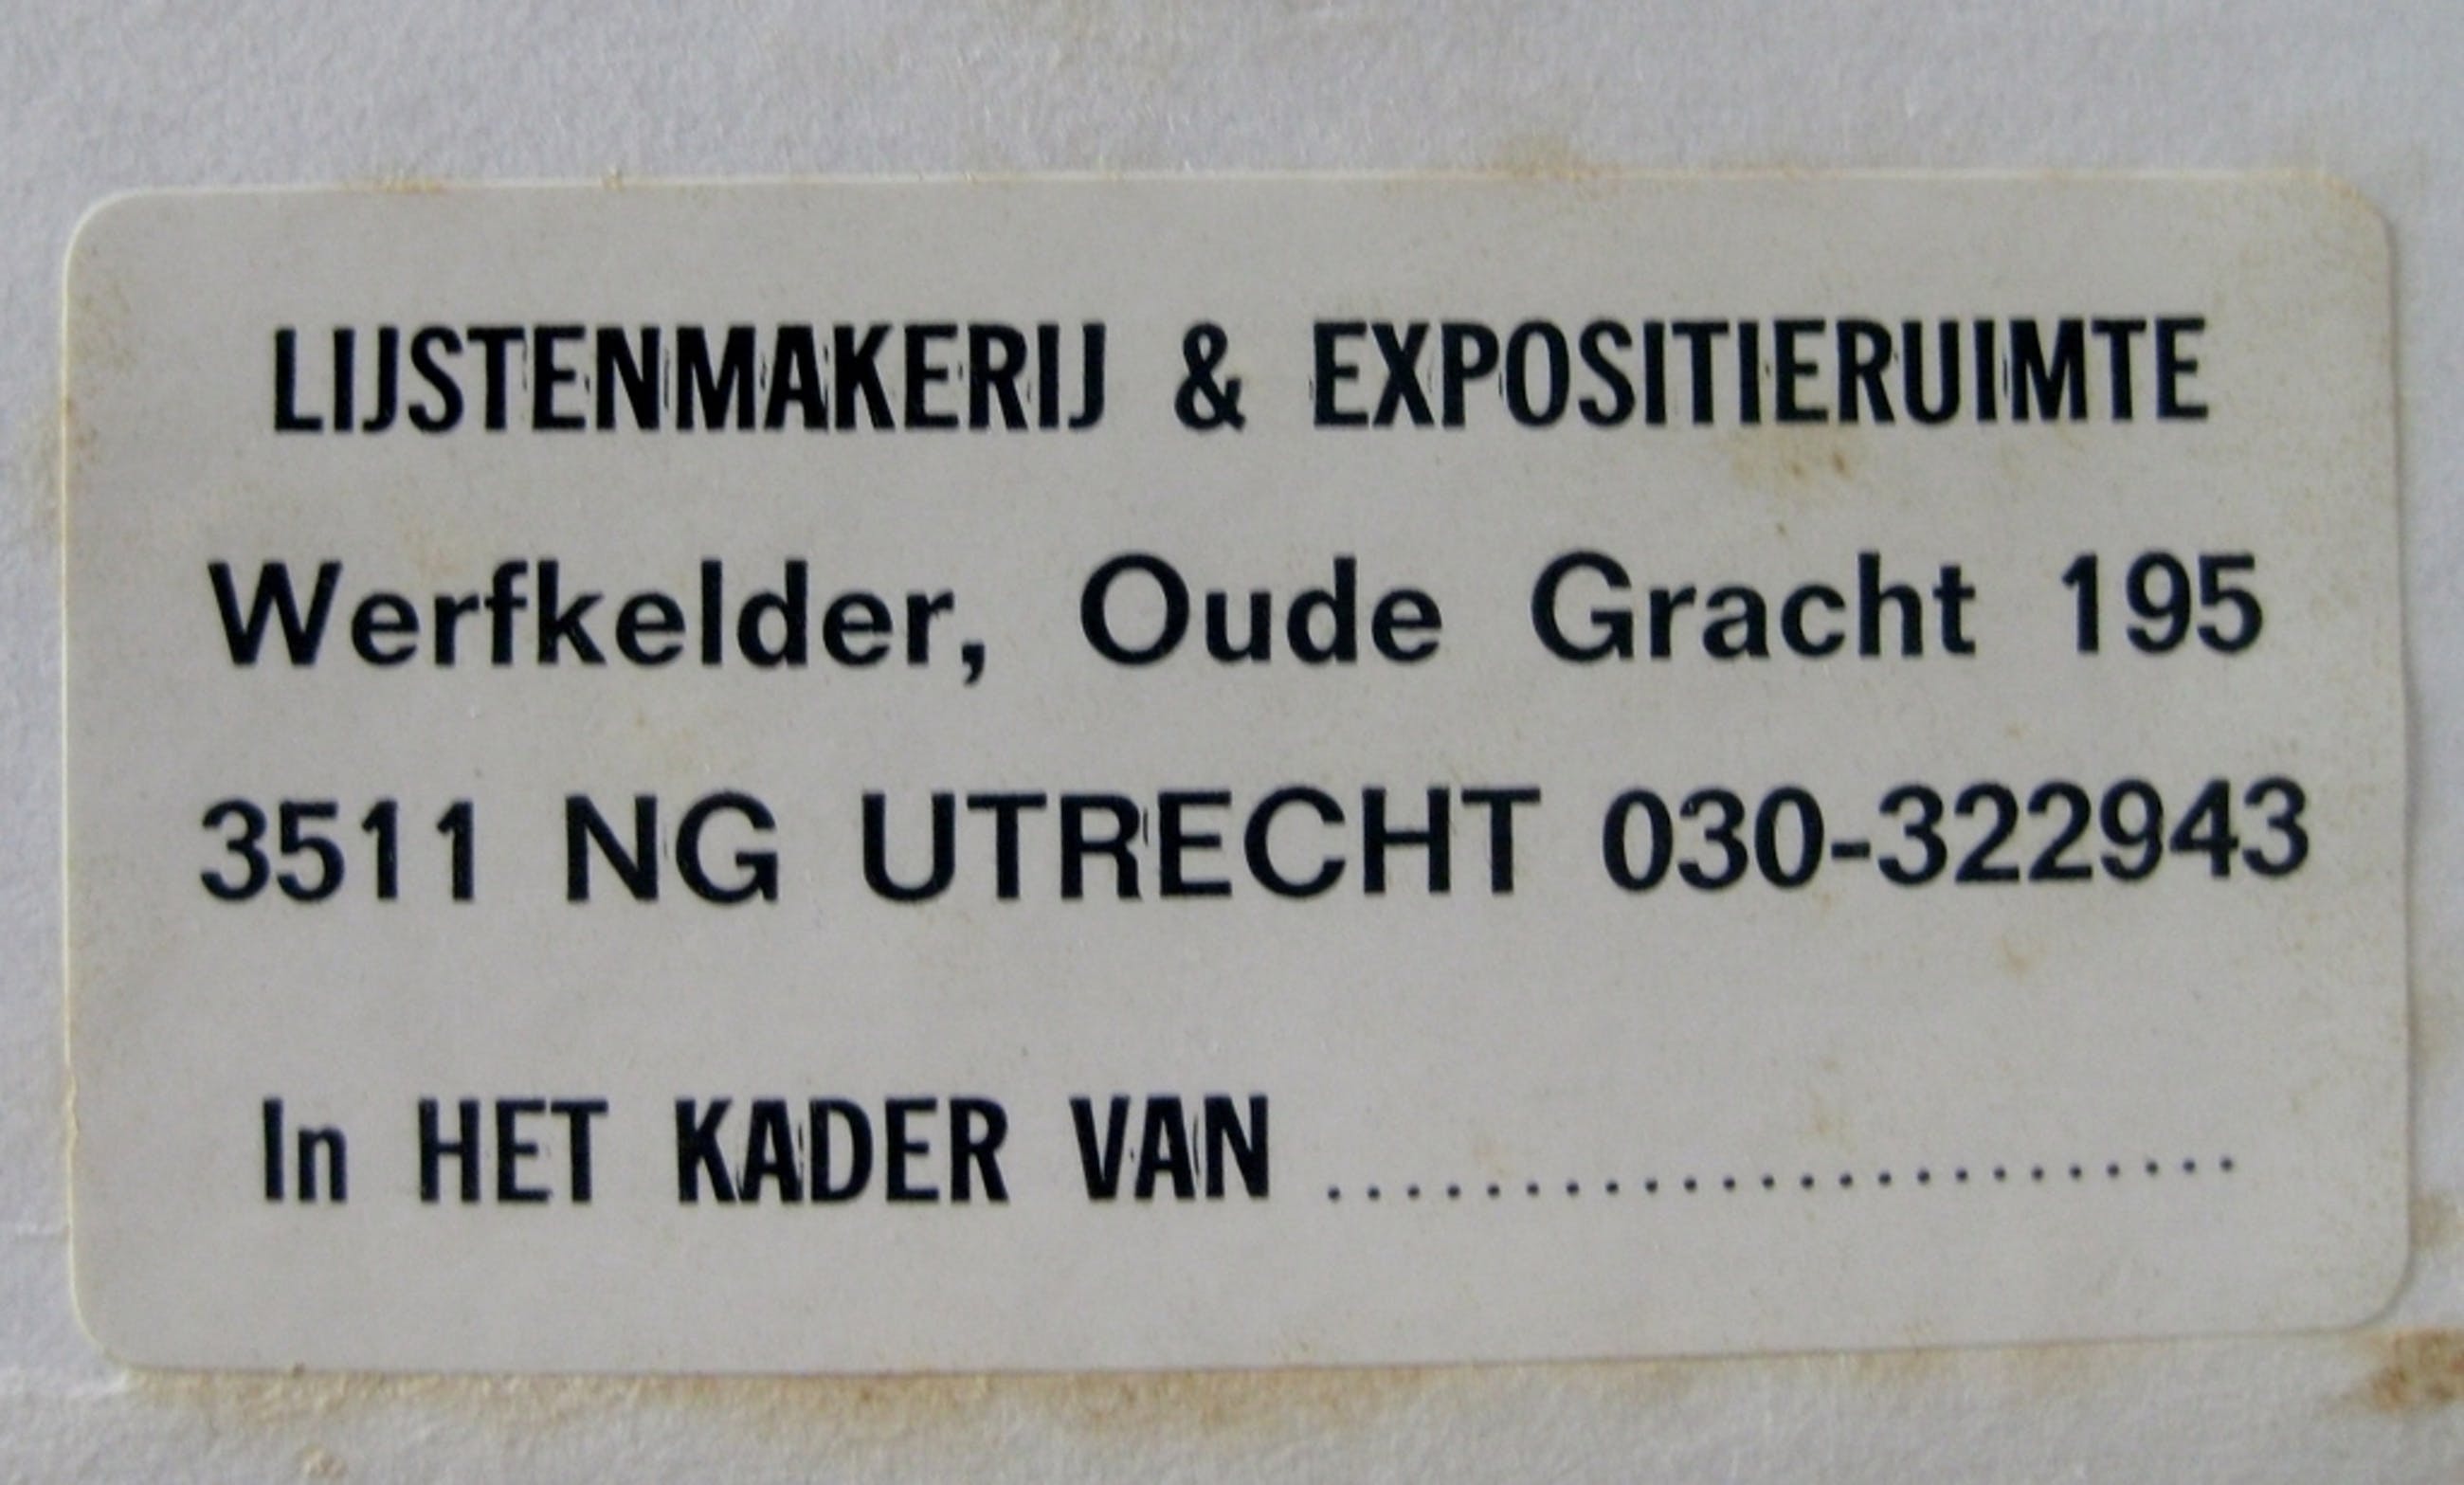 LIJSTENMAKERIJ & EXPOSITIERUIMTE
Werfkelder, Oude Gracht 195
3511 NG UTRECHT 030-322943
In HET KADER VAN ........................